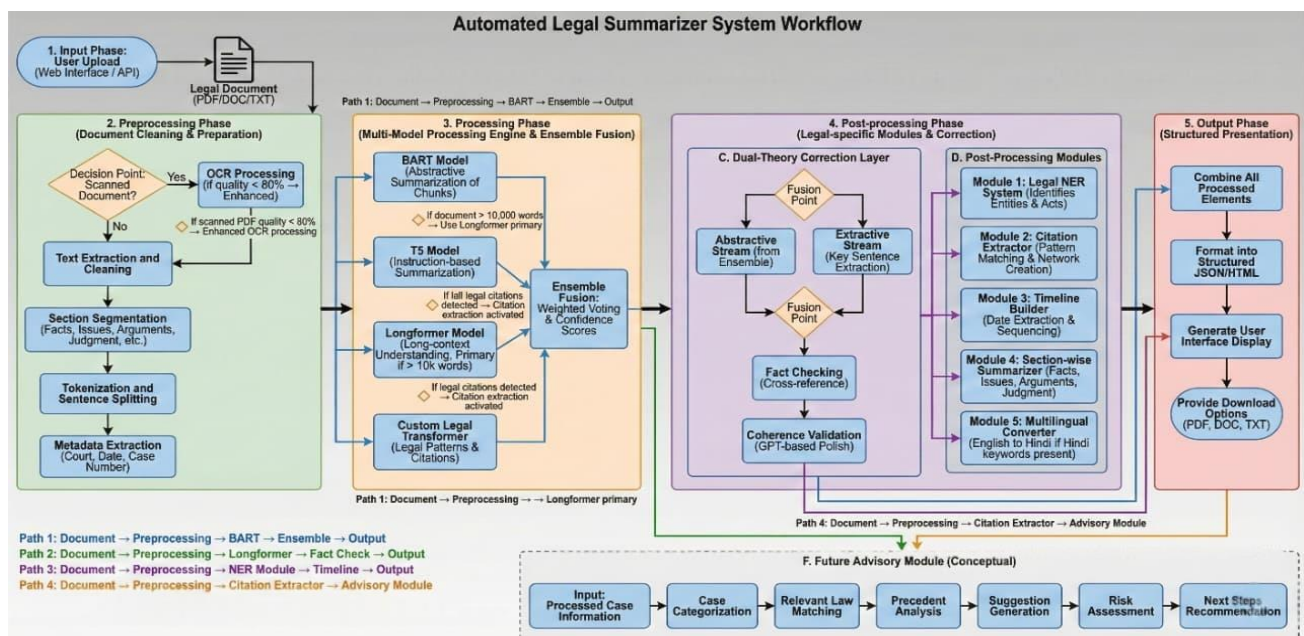 Automated Legal Summarizer System Workflow
1. Input Phase:
User Upload
(Web Interface / API)
Legal Document
(PDF/DOC/TXT)
Path 1: Document → Preprocessing → BART → Ensemble → Output
2. Preprocessing Phase
(Document Cleaning & Preparation)
Decision Point:
Scanned
Document?
Yes
No
OCR Processing
(if quality < 80% →
Enhanced)
If scanned PDF quality < 80%
→ Enhanced OCR processing
Text Extraction and
Cleaning
Section Segmentation
(Facts, Issues, Arguments,
Judgment, etc.)
Tokenization and
Sentence Splitting
Metadata Extraction
(Court, Date, Case
Number)
3. Processing Phase
(Multi-Model Processing Engine & Ensemble Fusion)
BART Model
(Abstractive
Summarization of
Chunks)
If document > 10,000 words
→ Use Longformer primary
T5 Model
(Instruction-based
Summarization)
If lall legal citations
detected → Citation
extraction activated
Longformer Model
(Long-context
Understanding, Primary
if > 10k words)
If legal citations detected
→ Citation extraction
activated
Custom Legal
Transformer
(Legal Patterns &
Citations)
Ensemble
Fusion:
Weighted Voting
& Confidence
Scores
Path 1: Document → Preprocessing → → Longformer primary
4. Post-processing Phase
(Legal-specific Modules & Correction)
C. Dual-Theory Correction Layer
Fusion
Point
Abstractive
Stream (from
Ensemble)
Extractive
Stream
(Key Sentence
Extraction)
Fusion
Point
Fact Checking
(Cross-reference)
Coherence Validation
(GPT-based Polish)
D. Post-Processing Modules
Module 1: Legal NER
System (Identifies
Entities & Acts)
Module 2: Citation
Extractor (Pattern
Matching & Network
Creation)
Module 3: Timeline
Builder
(Date Extraction &
Sequencing)
Module 4: Section-wise
Summarizer (Facts,
Issues, Arguments,
Judgment)
Module 5: Multilingual
Converter
(English to Hindi if Hindi
keywords present)
5. Output Phase
(Structured Presentation)
Combine All
Processed
Elements
Format into
Structured
JSON/HTML
Generate User
Interface Display
Provide Download
Options
(PDF, DOC, TXT)
Path 4: Document → Preprocessing → Citation Extractor → Advisory Module
Path 1: Document → Preprocessing → BART → Ensemble → Output
Path 2: Document → Preprocessing → Longformer → Fact Check → Output
Path 3: Document → Preprocessing → NER Module → Timeline → Output
Path 4: Document → Preprocessing → Citation Extractor → Advisory Module
F. Future Advisory Module (Conceptual)
Input:
Processed Case
Information
Case
Categorization
Relevant Law
Matching
Precedent
Analysis
Suggestion
Generation
Risk
Assessment
Next Steps
Recommendation